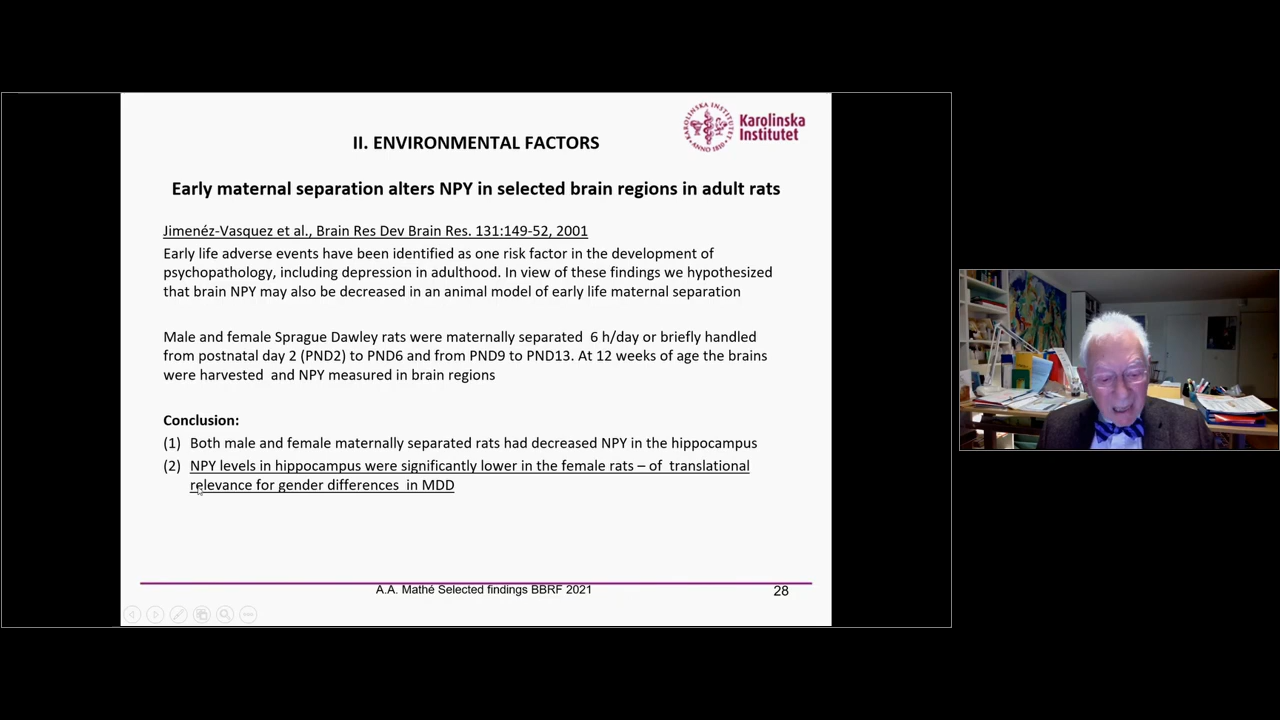 KAROLINSKA INSTITUTET
ANNO 1810
Karolinska
Institutet
II. ENVIRONMENTAL FACTORS
Early maternal separation alters NPY in selected brain regions in adult rats
Jimenéz-Vasquez et al., Brain Res Dev Brain Res. 131:149-52, 2001
Early life adverse events have been identified as one risk factor in the development of
psychopathology, including depression in adulthood. In view of these findings we hypothesized
that brain NPY may also be decreased in an animal model of early life maternal separation
Male and female Sprague Dawley rats were maternally separated 6 h/day or briefly handled
from postnatal day 2 (PND2) to PND6 and from PND9 to PND13. At 12 weeks of age the brains
were harvested and NPY measured in brain regions
Conclusion:
(1) Both male and female maternally separated rats had decreased NPY in the hippocampus
(2) NPY levels in hippocampus were significantly lower in the female rats – of translational
relevance for gender differences in MDD
A.A. Mathé Selected findings BBRF 2021
28